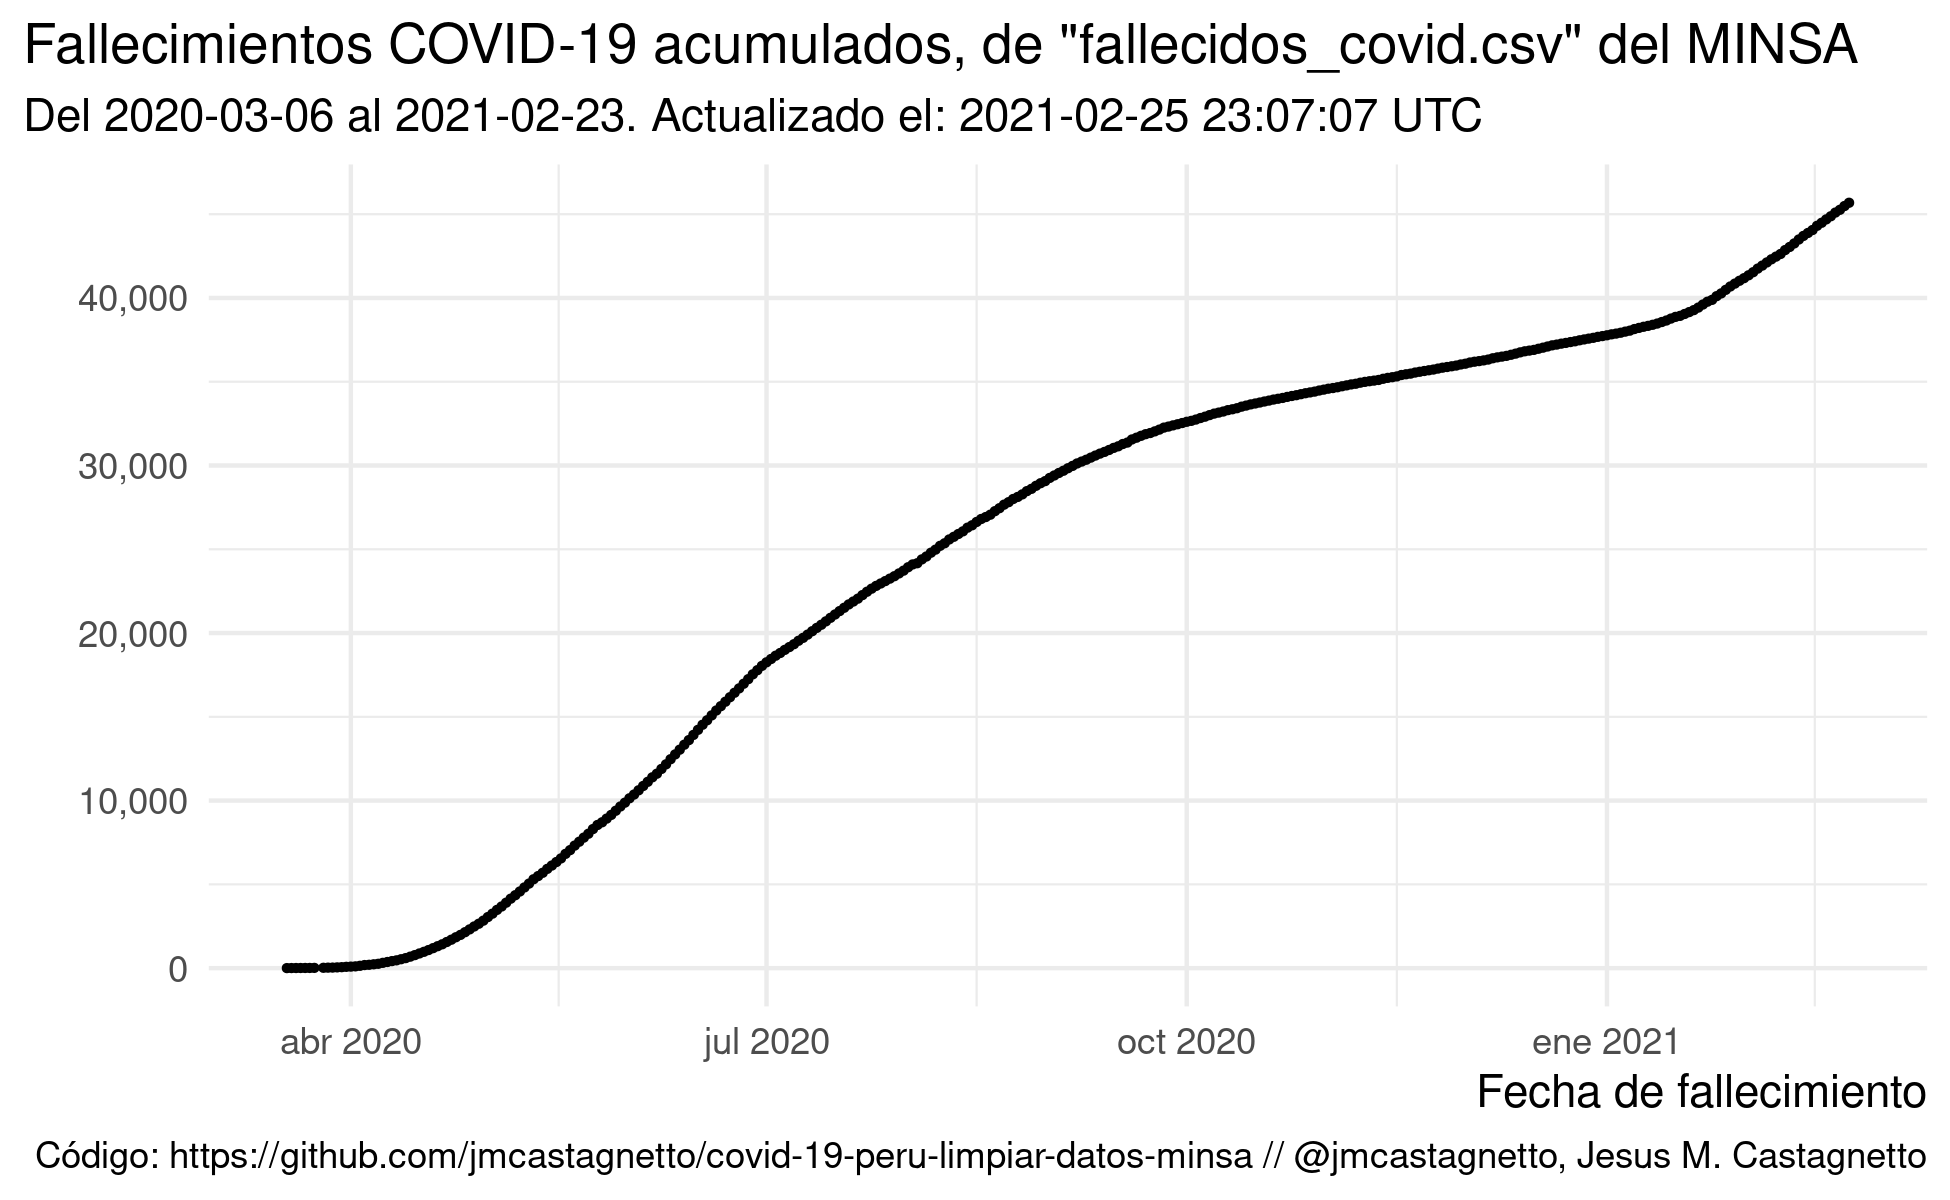 Fallecimientos COVID-19 acumulados, de "fallecidos_covid.csv" del MINSA
Del 2020-03-06 al 2021-02-23. Actualizado el: 2021-02-25 23:07:07 UTC
40,000
30,000
20,000
10,000
0
abr 2020
jul 2020
oct 2020
ene 2021
Fecha de fallecimiento
Código: https://github.com/jmcastagnetto/covid-19-peru-limpiar-datos-minsa // @jmcastagnetto, Jesus M. Castagnetto